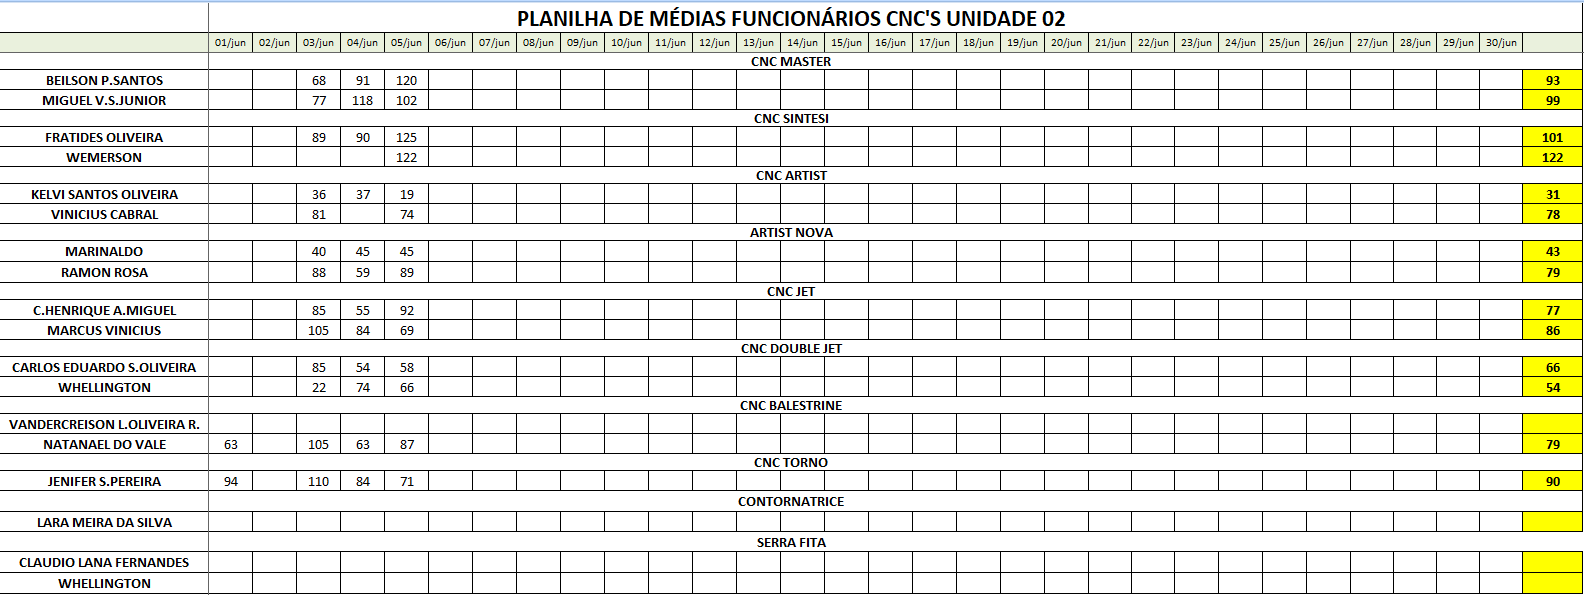 PLANILHA DE MÉDIAS FUNCIONÁRIOS CNC'S UNIDADE 02
01/jun 02/jun 03/jun 04/jun 05/jun 06/jun 07/jun 08/jun 09/jun 10/jun 11/jun 12/jun 13/jun 14/jun 15/jun 16/jun 17/jun 18/jun 19/jun 20/jun 21/jun 22/jun 23/jun 24/jun 25/jun 26/jun 27/jun 28/jun 29/jun 30/jun
CNC MASTER
BEILSON P.SANTOS 68 91 120 93
MIGUEL V.S.JUNIOR 77 118 102 99
CNC SINTESI
FRATIDES OLIVEIRA 89 90 125 101
WEMERSON 122 122
CNC ARTIST
KELVI SANTOS OLIVEIRA 36 37 19 31
VINICIUS CABRAL 81 74 78
ARTIST NOVA
MARINALDO 40 45 45 43
RAMON ROSA 88 59 89 79
CNC JET
C.HENRIQUE A.MIGUEL 85 55 92 77
MARCUS VINICIUS 105 84 69 86
CNC DOUBLE JET
CARLOS EDUARDO S.OLIVEIRA 85 54 58 66
WHELLINGTON 22 74 66 54
CNC BALESTRINE
VANDERCREISON L.OLIVEIRA R.
NATANAEL DO VALE 63 105 63 87 79
CNC TORNO
JENIFER S.PEREIRA 94 110 84 71 90
CONTORNATRICE
LARA MEIRA DA SILVA
SERRA FITA
CLAUDIO LANA FERNANDES
WHELLINGTON